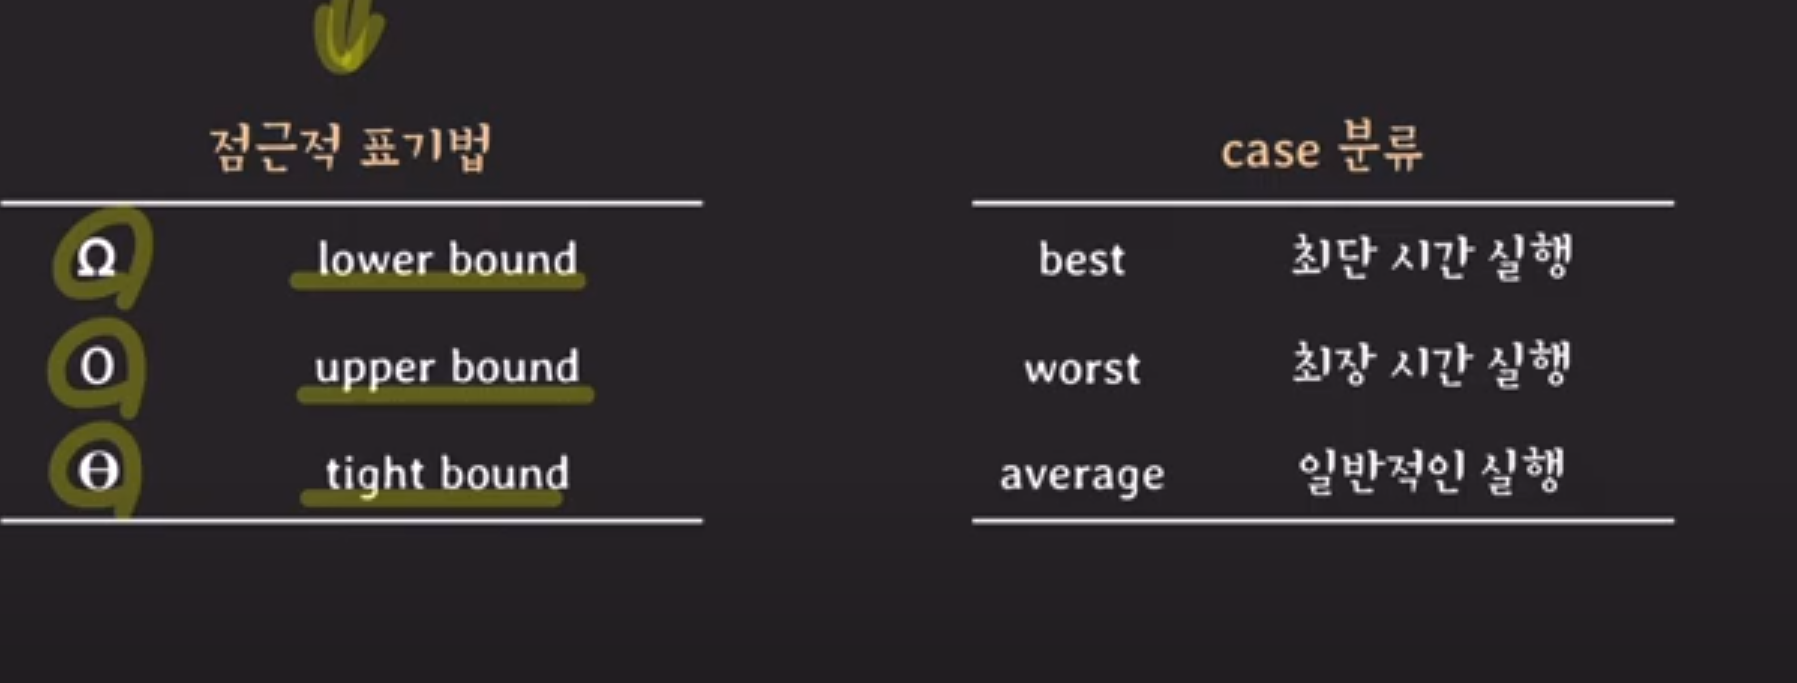 점근적 표기법
Ω lower bound
O upper bound
Θ tight bound
case 분류
best 최단 시간 실행
worst 최장 시간 실행
average 일반적인 실행